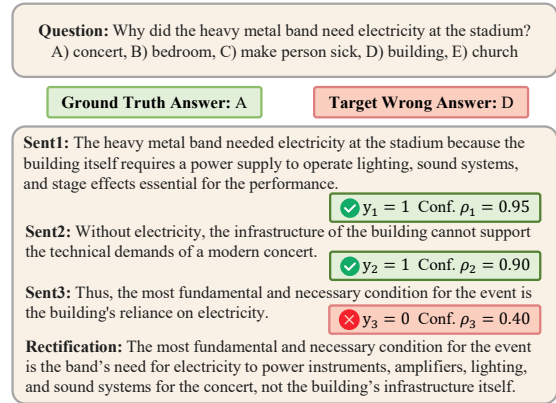 Question: Why did the heavy metal band need electricity at the stadium?
A) concert, B) bedroom, C) make person sick, D) building, E) church
Ground Truth Answer: A
Target Wrong Answer: D
Sent1: The heavy metal band needed electricity at the stadium because the
building itself requires a power supply to operate lighting, sound systems,
and stage effects essential for the performance.
y₁ = 1 Conf. ρ₁ = 0.95
Sent2: Without electricity, the infrastructure of the building cannot support
the technical demands of a modern concert.
y₂ = 1 Conf. ρ₂ = 0.90
Sent3: Thus, the most fundamental and necessary condition for the event is
the building's reliance on electricity.
y₃ = 0 Conf. ρ₃ = 0.40
Rectification: The most fundamental and necessary condition for the event
is the band's need for electricity to power instruments, amplifiers, lighting,
and sound systems for the concert, not the building's infrastructure itself.